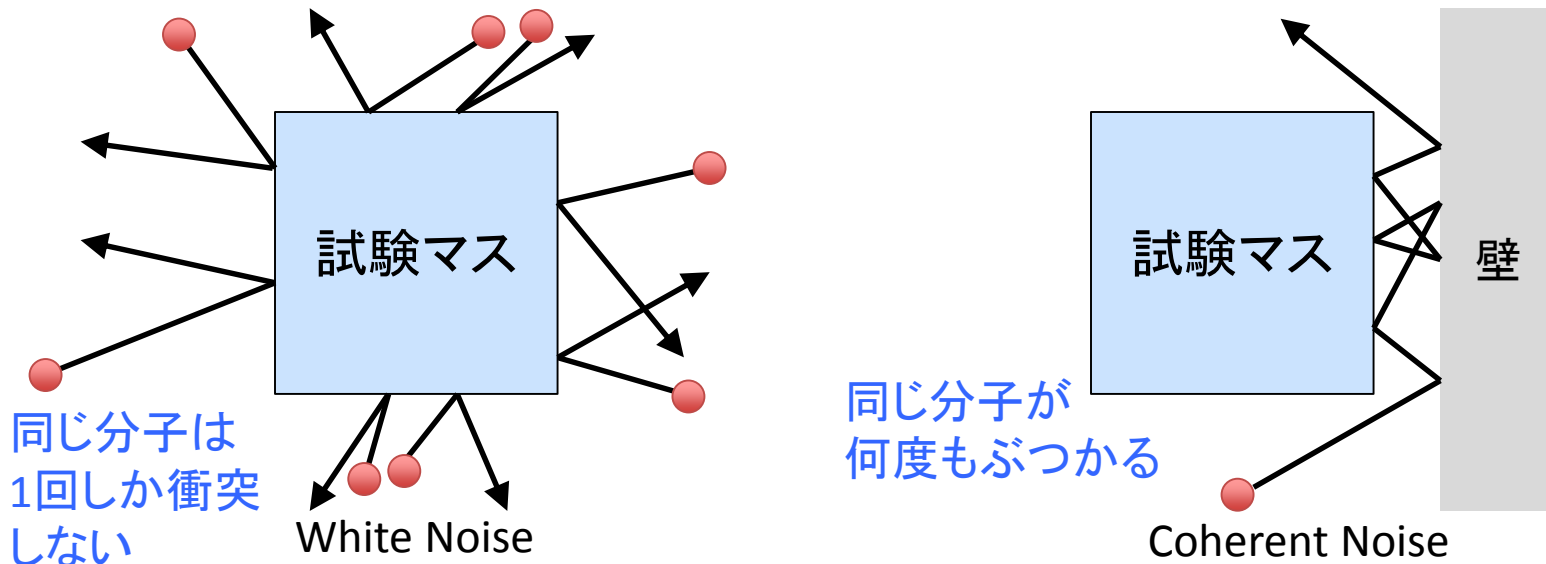 試験マス
同じ分子は
1回しか衝突
しない
White Noise
試験マス
壁
同じ分子が
何度もぶつかる
Coherent Noise